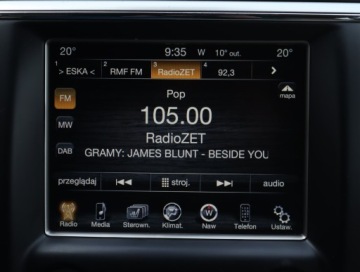 20° 9:35 W 10° out. 20°
1 > ESKA < 2 RMF FM 3 RadioZET 4 92,3 >
FM Pop mapa
105.00
MW RadioZET
DAB GRAMY: JAMES BLUNT - BESIDE YOU
przeglądaj stroj. audio
Radio Media Sterown. Klimat. Naw Telefon Ustaw.